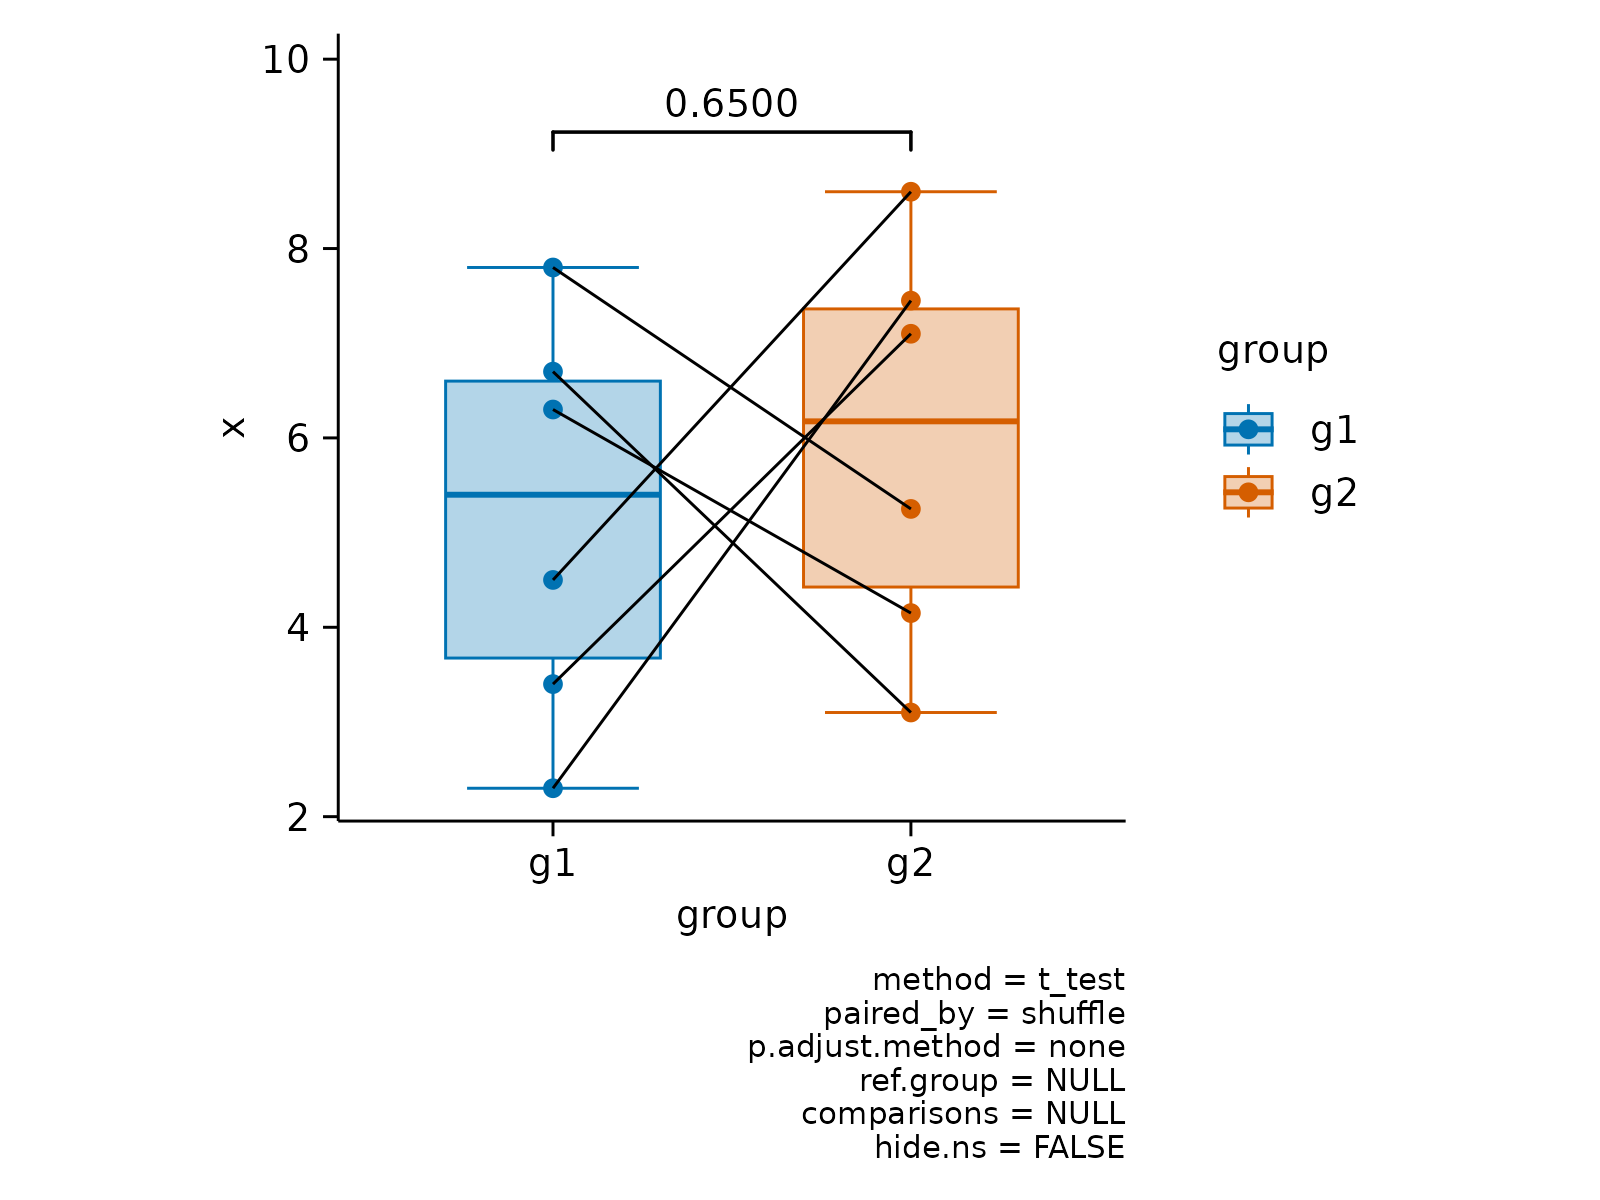 10
0.6500
8
group
x
6
g1
g2
4
2
g1
g2
group
method = t_test
paired_by = shuffle
p.adjust.method = none
ref.group = NULL
comparisons = NULL
hide.ns = FALSE